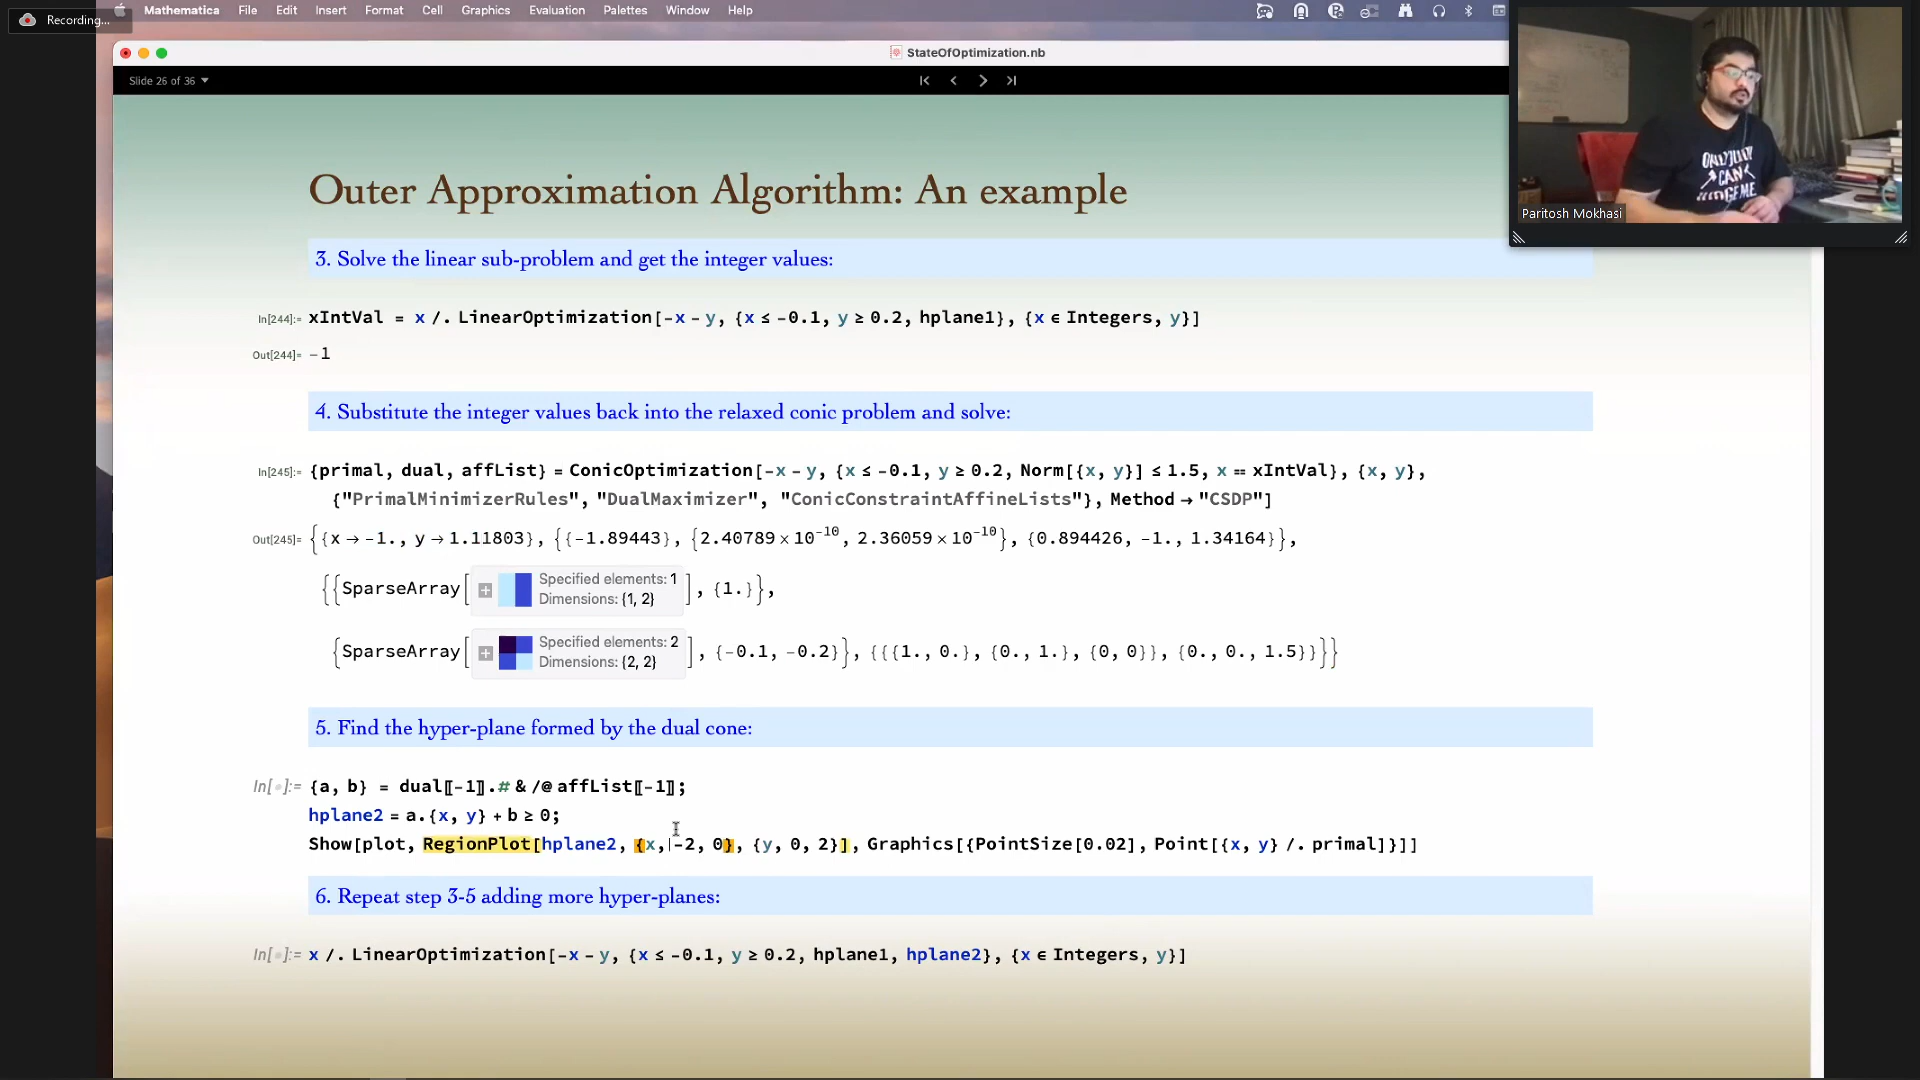 Recording...
Mathematica File Edit Insert Format Cell Graphics Evaluation Palettes Window Help
StateOfOptimization.nb
Slide 26 of 36
Paritosh Mokhasi
Outer Approximation Algorithm: An example
3. Solve the linear sub-problem and get the integer values:
In[244]:= xIntVal = x /. LinearOptimization[-x - y, {x ≤ -0.1, y ≥ 0.2, hplane1}, {x ∈ Integers, y}]
Out[244]= -1
4. Substitute the integer values back into the relaxed conic problem and solve:
In[245]:= {primal, dual, affList} = ConicOptimization[-x - y, {x ≤ -0.1, y ≥ 0.2, Norm[{x, y}] ≤ 1.5, x == xIntVal}, {x, y},
{"PrimalMinimizerRules", "DualMaximizer", "ConicConstraintAffineLists"}, Method → "CSDP"]
Out[245]= {{x → -1., y → 1.11803}, {{-1.89443}, {2.40789 × 10^-10, 2.36059 × 10^-10}, {0.894426, -1., 1.34164}},
{{SparseArray[ Specified elements: 1
Dimensions: {1, 2} ], {1.}},
{SparseArray[ Specified elements: 2
Dimensions: {2, 2} ], {-0.1, -0.2}}, {{{1., 0.}, {0., 1.}, {0, 0}}, {0., 0., 1.5}}}}
5. Find the hyper-plane formed by the dual cone:
In[ ]:= {a, b} = dual[[-1]].# & /@ affList[[-1]];
hplane2 = a.{x, y} + b ≥ 0;
Show[plot, RegionPlot[hplane2, {x, -2, 0}, {y, 0, 2}], Graphics[{PointSize[0.02], Point[{x, y} /. primal]}]]
6. Repeat step 3-5 adding more hyper-planes:
In[ ]:= x /. LinearOptimization[-x - y, {x ≤ -0.1, y ≥ 0.2, hplane1, hplane2}, {x ∈ Integers, y}]